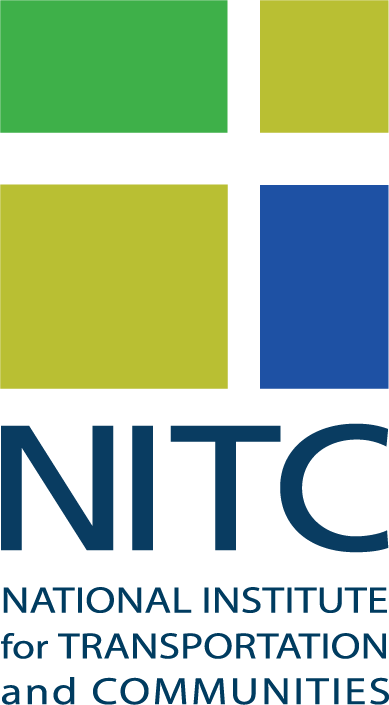 NITC
NATIONAL INSTITUTE
for TRANSPORTATION
and COMMUNITIES